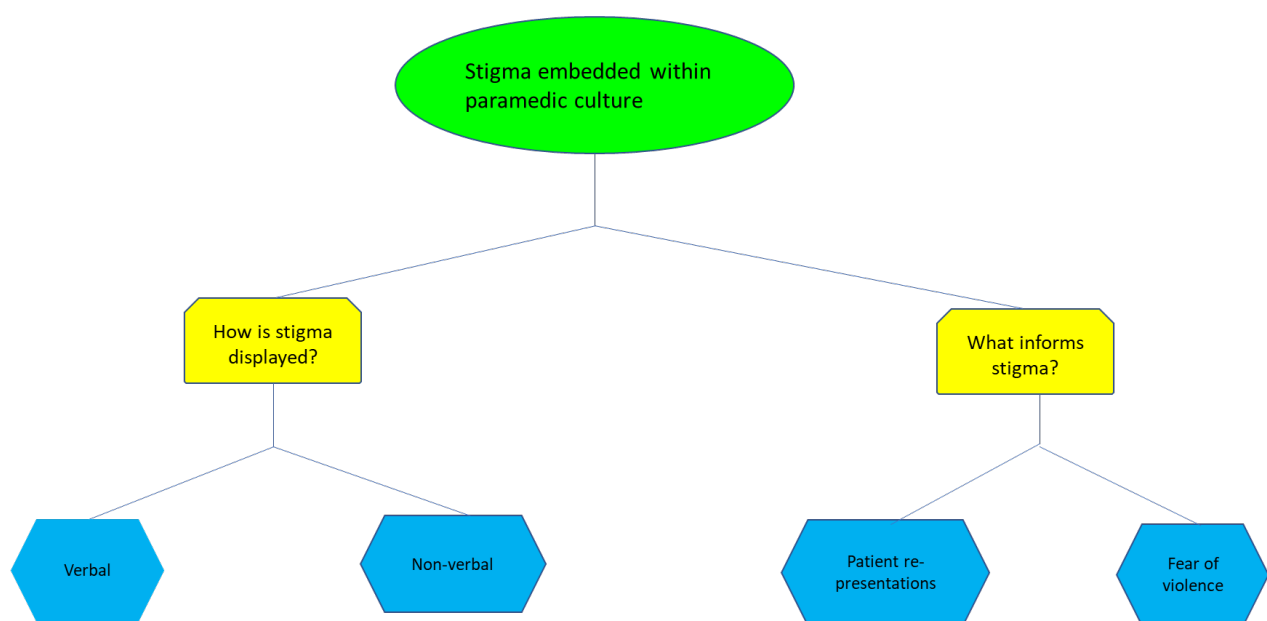 Stigma embedded within
paramedic culture
How is stigma
displayed?
What informs
stigma?
Verbal
Non-verbal
Patient re-
presentations
Fear of
violence